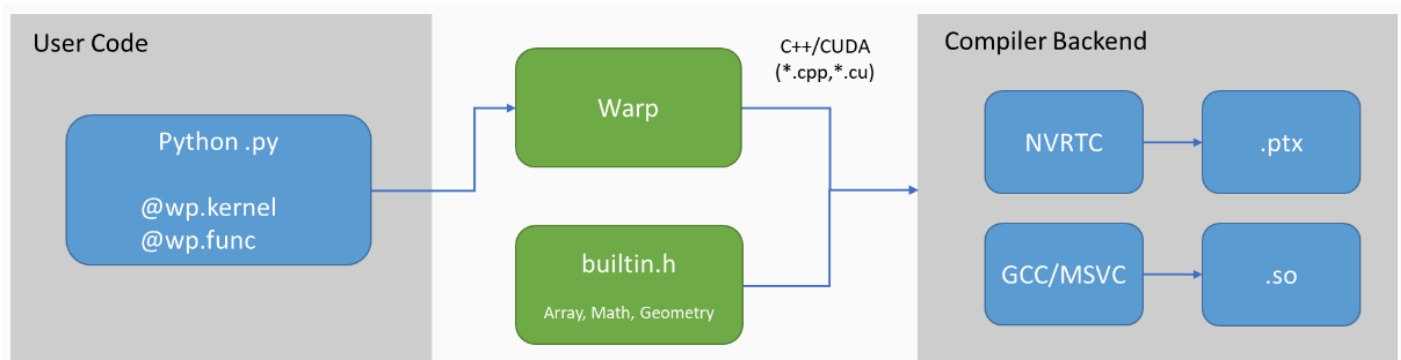 User Code
Python .py
@wp.kernel
@wp.func
Warp
builtin.h
Array, Math, Geometry
C++/CUDA
(*.cpp,*.cu)
Compiler Backend
NVRTC
.ptx
GCC/MSVC
.so